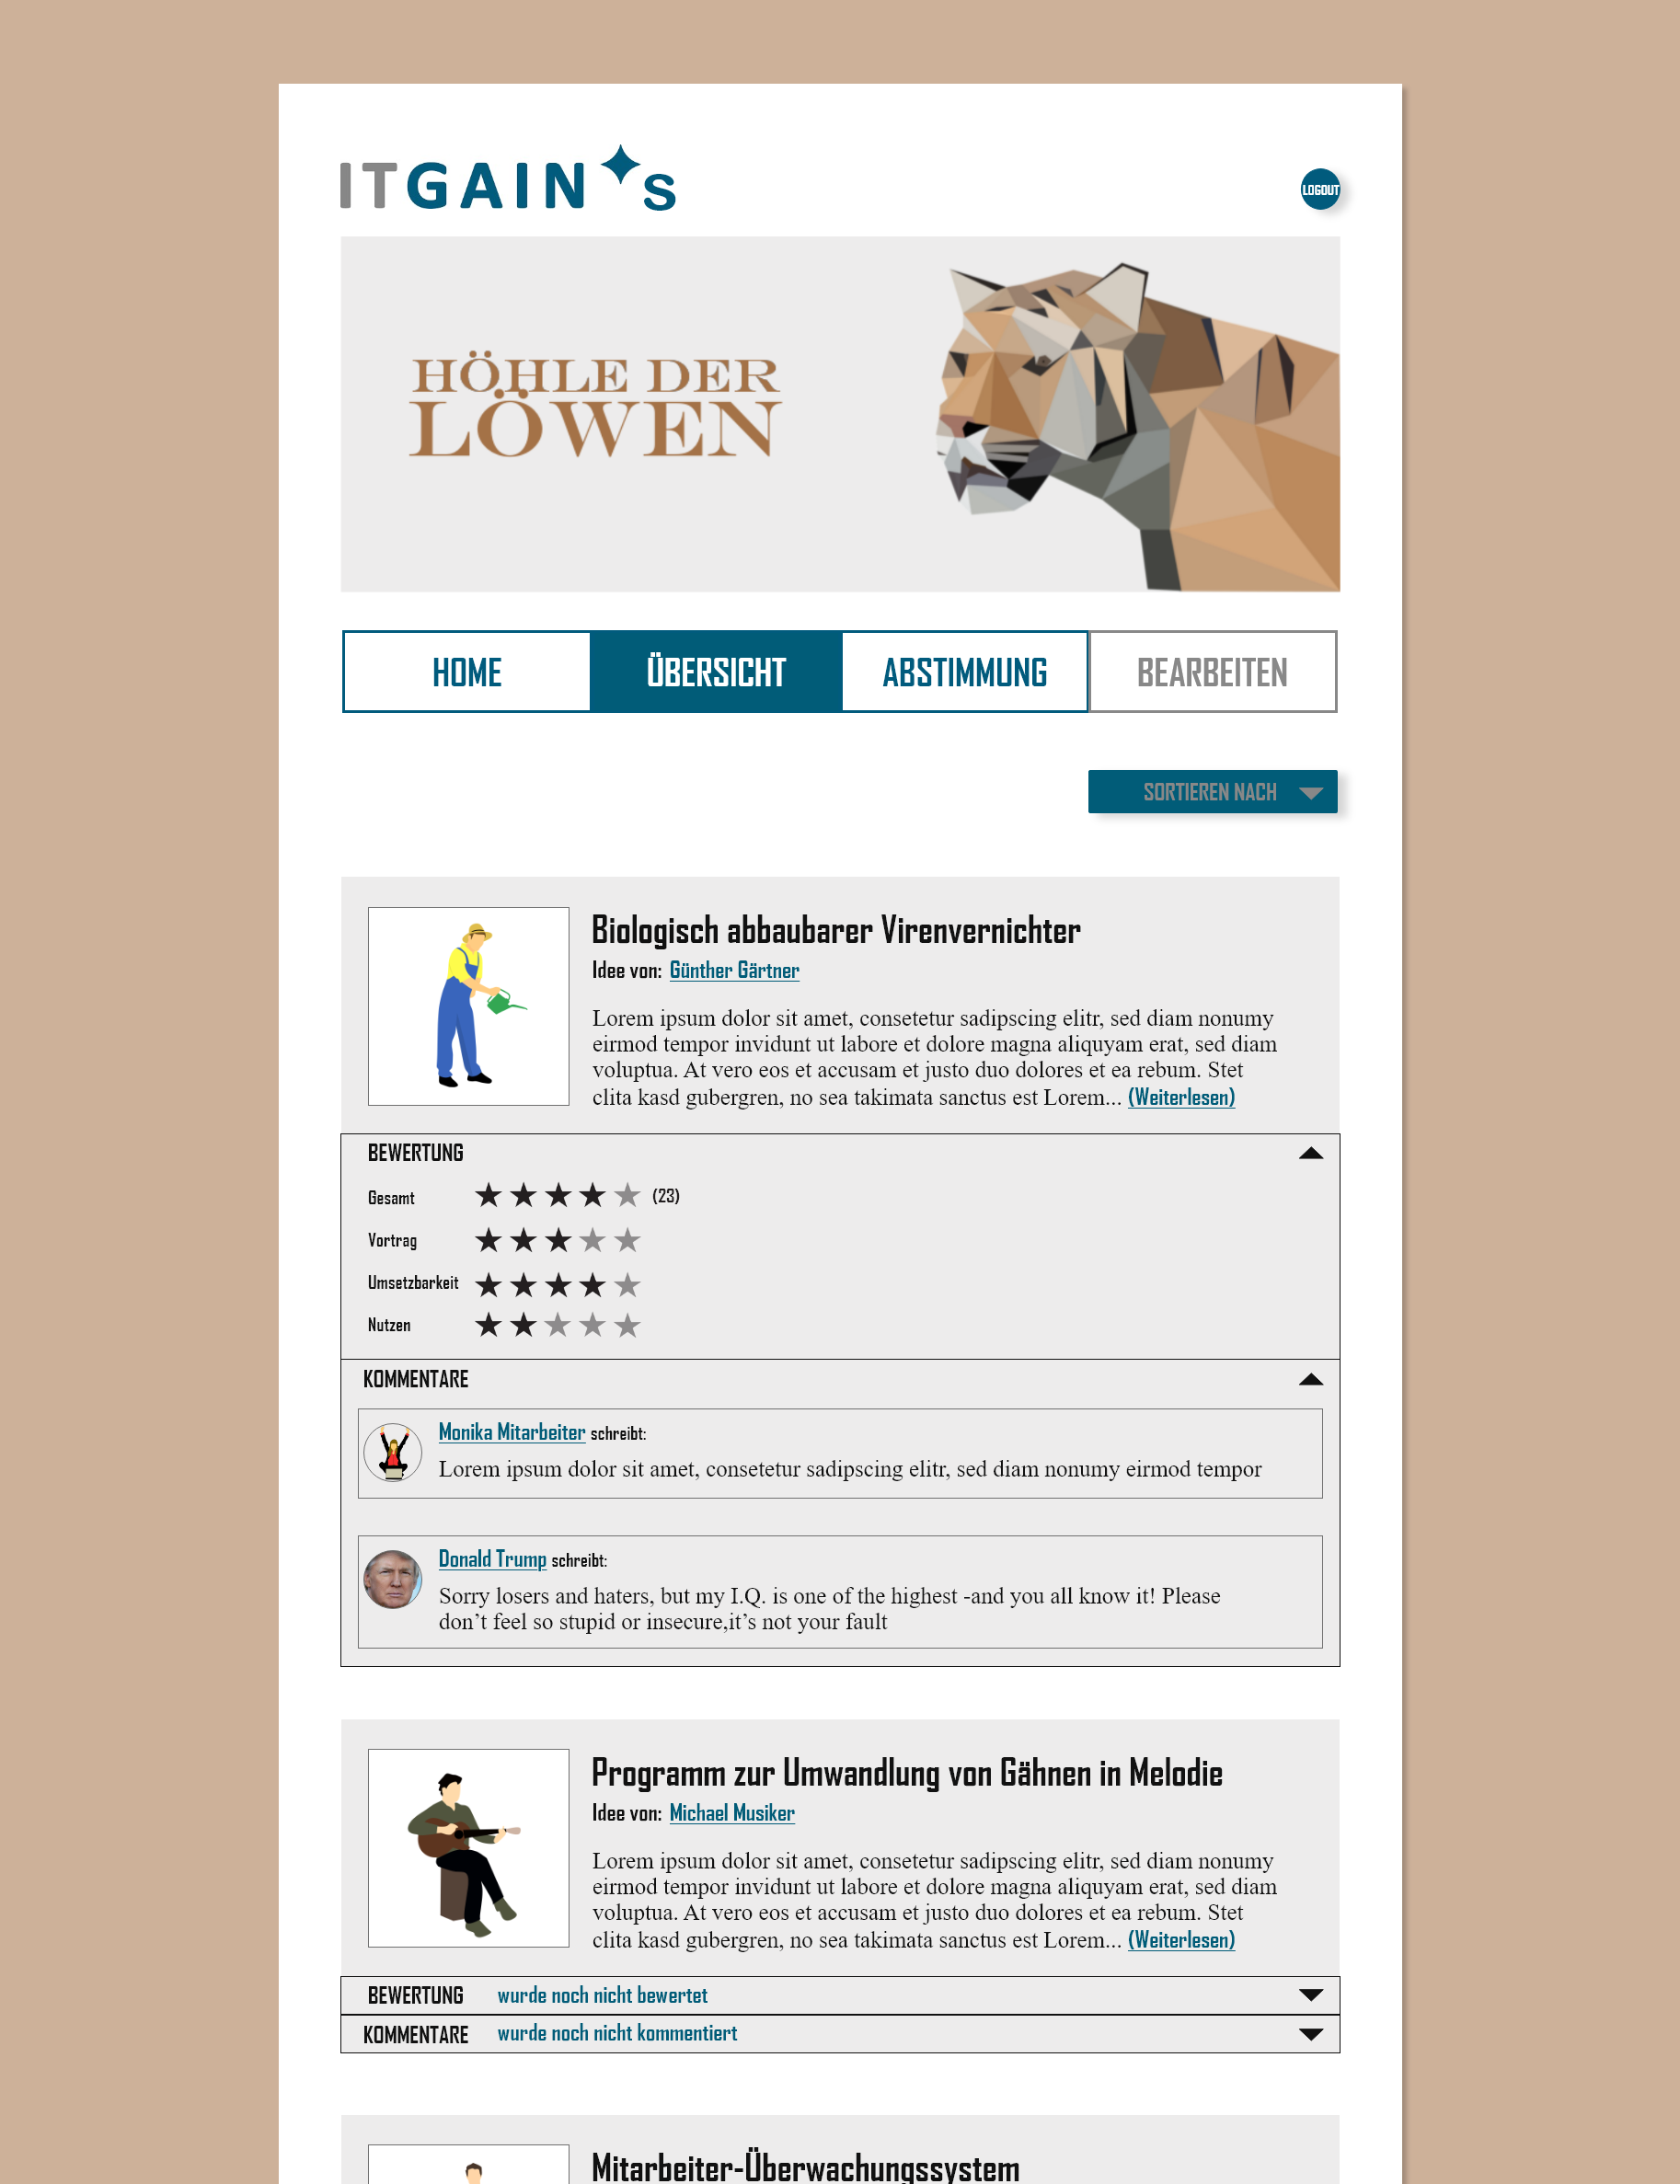 ITGAIN's
LOGOUT
HÖHLE DER
LÖWEN
HOME
ÜBERSICHT
ABSTIMMUNG
BEARBEITEN
SORTIEREN NACH
Biologisch abbaubarer Virenvernichter
Idee von: Günther Gärtner
Lorem ipsum dolor sit amet, consetetur sadipscing elitr, sed diam nonumy
eirmod tempor invidunt ut labore et dolore magna aliquyam erat, sed diam
voluptua. At vero eos et accusam et justo duo dolores et ea rebum. Stet
clita kasd gubergren, no sea takimata sanctus est Lorem... (Weiterlesen)
BEWERTUNG
Gesamt (23)
Vortrag
Umsetzbarkeit
Nutzen
KOMMENTARE
Monika Mitarbeiter schreibt:
Lorem ipsum dolor sit amet, consetetur sadipscing elitr, sed diam nonumy eirmod tempor
Donald Trump schreibt:
Sorry losers and haters, but my I.Q. is one of the highest -and you all know it! Please
don’t feel so stupid or insecure,it’s not your fault
Programm zur Umwandlung von Gähnen in Melodie
Idee von: Michael Musiker
Lorem ipsum dolor sit amet, consetetur sadipscing elitr, sed diam nonumy
eirmod tempor invidunt ut labore et dolore magna aliquyam erat, sed diam
voluptua. At vero eos et accusam et justo duo dolores et ea rebum. Stet
clita kasd gubergren, no sea takimata sanctus est Lorem... (Weiterlesen)
BEWERTUNG wurde noch nicht bewertet
KOMMENTARE wurde noch nicht kommentiert
Mitarbeiter-Überwachungssystem